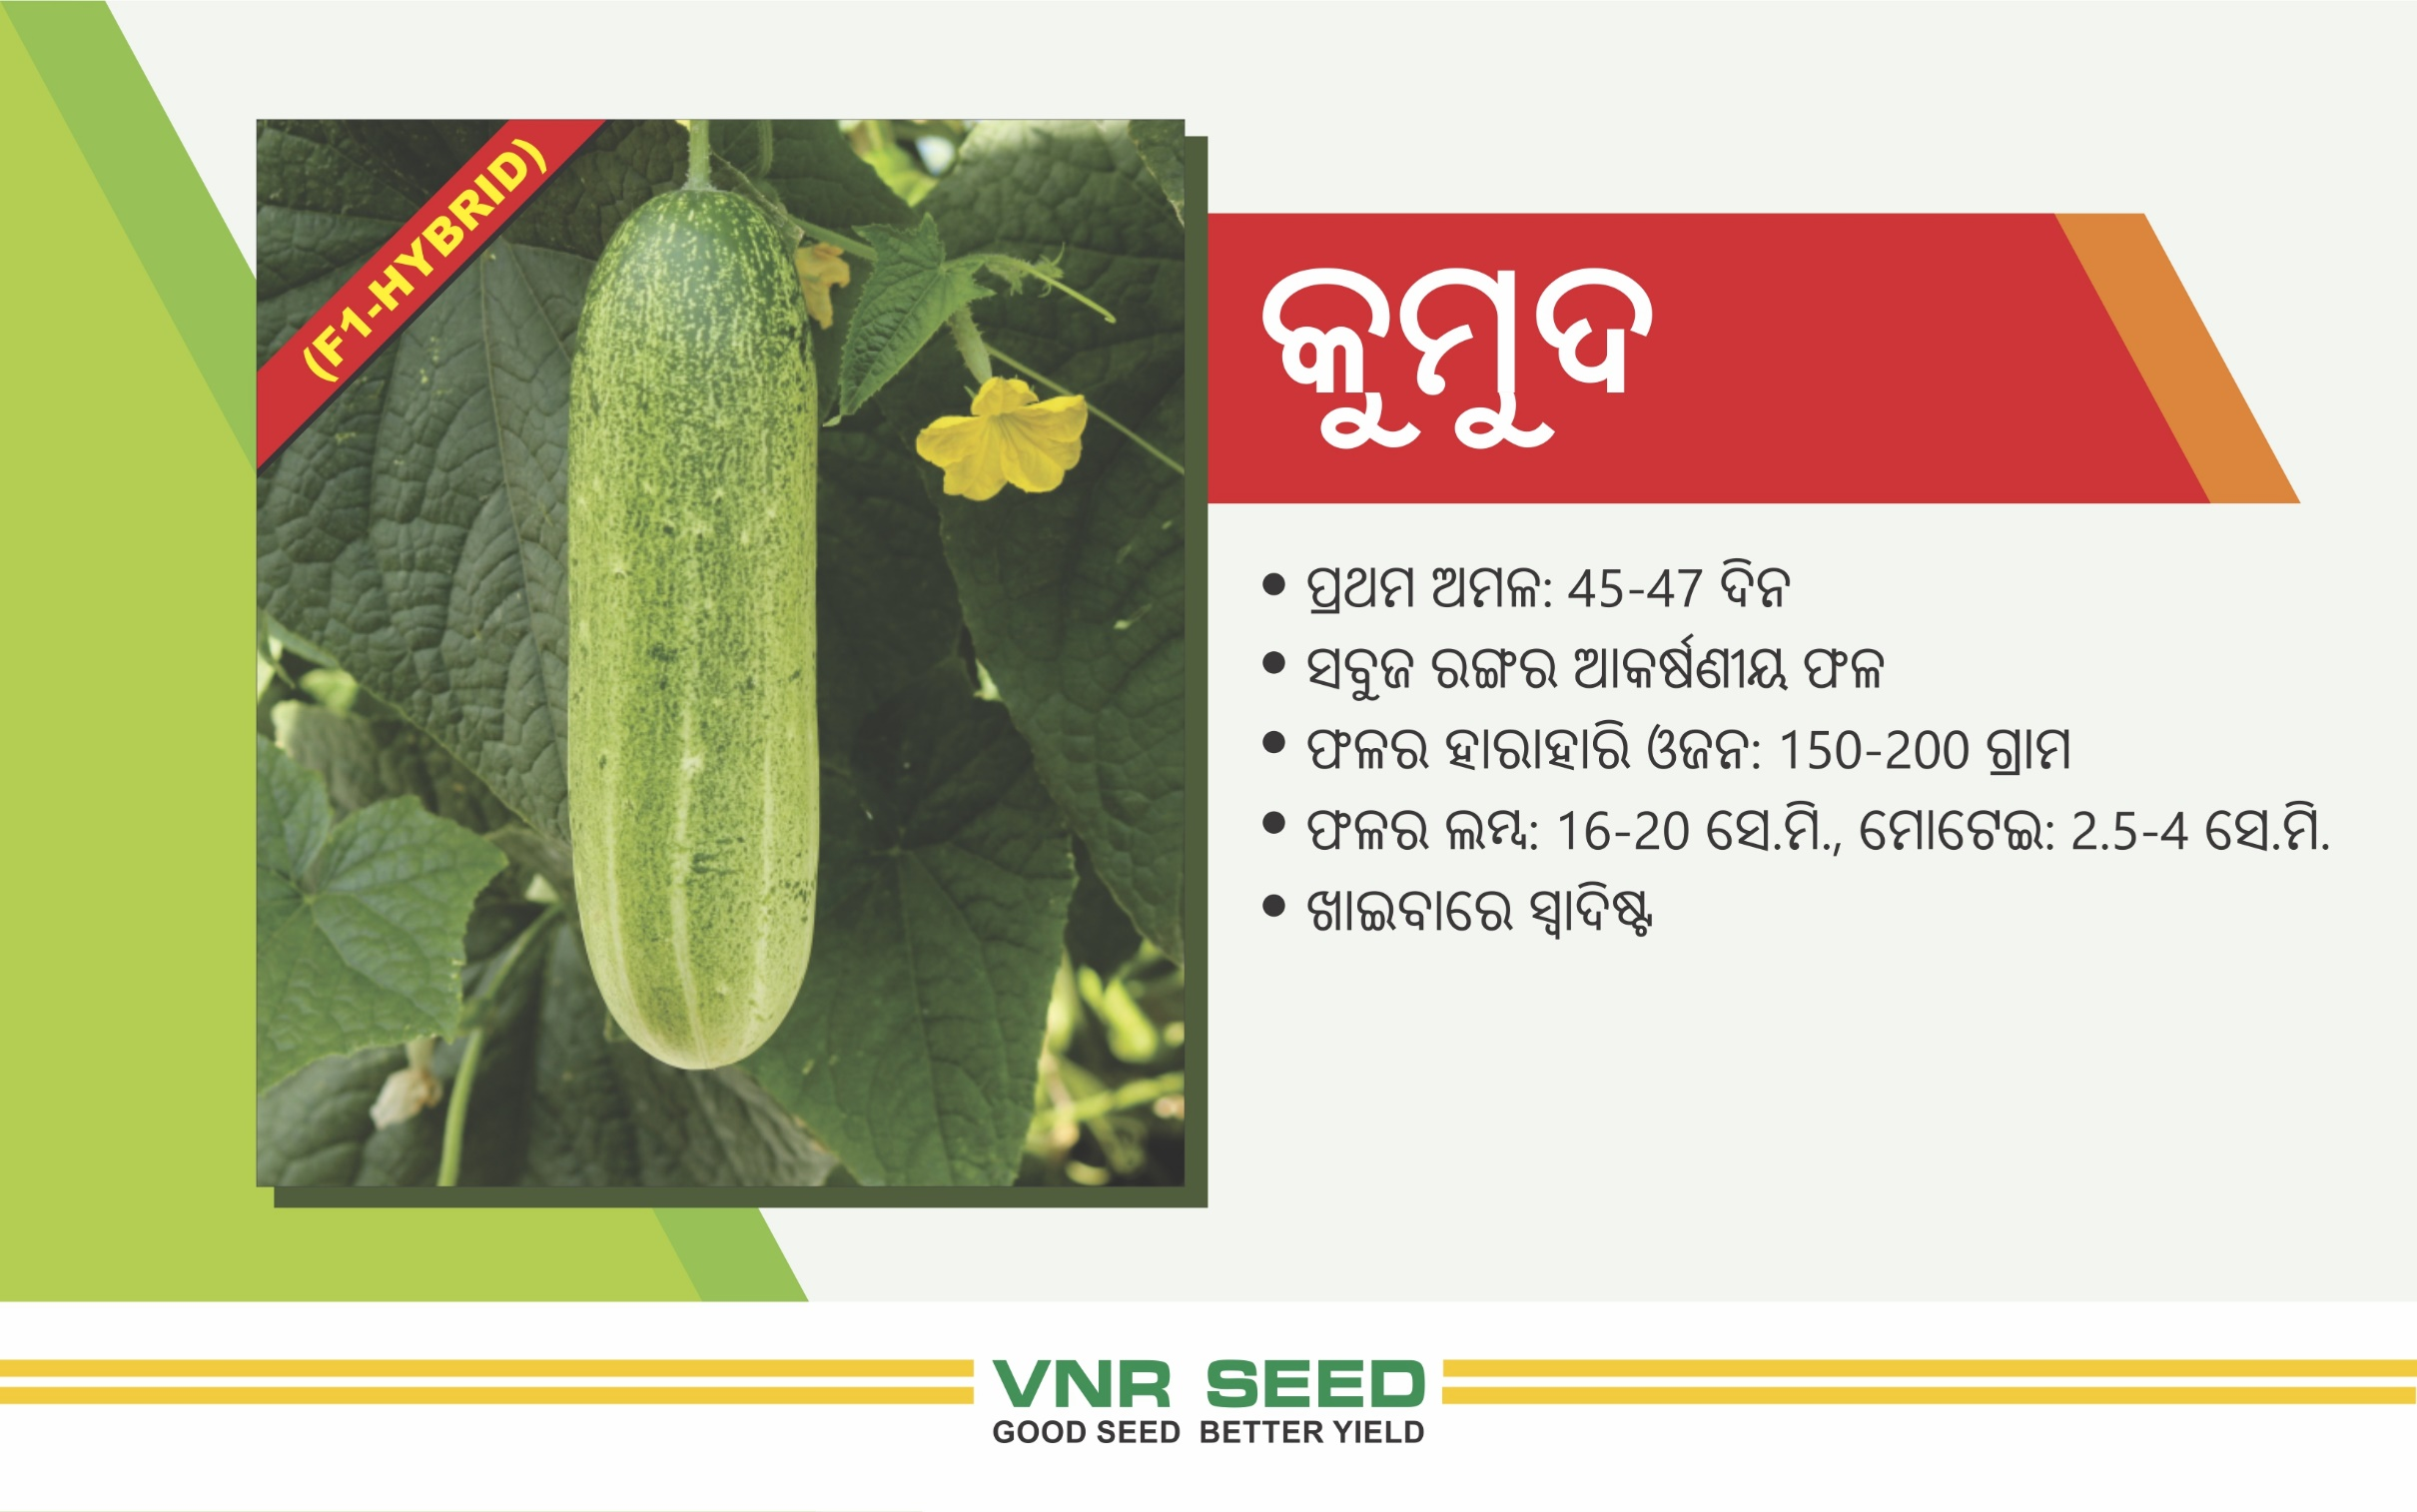 (F1-HYBRID)
କୁମୁଦ
• ପ୍ରଥମ ଅମଳ: 45-47 ଦିନ
• ସବୁଜ ରଙ୍ଗର ଆକର୍ଷଣୀୟ ଫଳ
• ଫଳର ହାରାହାରି ଓଜନ: 150-200 ଗ୍ରାମ
• ଫଳର ଲମ୍ବ: 16-20 ସେ.ମି., ମୋଟେଇ: 2.5-4 ସେ.ମି.
• ଖାଇବାରେ ସ୍ୱାଦିଷ୍ଟ
VNR SEED
GOOD SEED BETTER YIELD